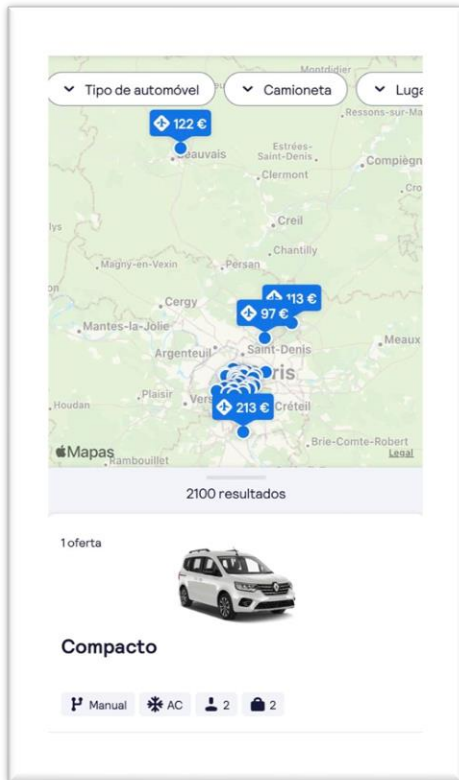 Montdidier
Tipo de automóvel
Camioneta
Luga
Ressons-sur-Ma
122 €
Beauvais
Estrées-
Saint-Denis
Compiègn
Clermont
Cro
lys
Creil
Chantilly
Magny-en-Vexin
Persan
on
113 €
Cergy
97 €
Mantes-la-Jolie
Meaux
Argenteuil
Saint-Denis
ris
Plaisir
Vers
213 €
Créteil
Houdan
Mapas
Brie-Comte-Robert
Rambouillet
Legal
2100 resultados
1 oferta
Compacto
Manual
AC
2
2